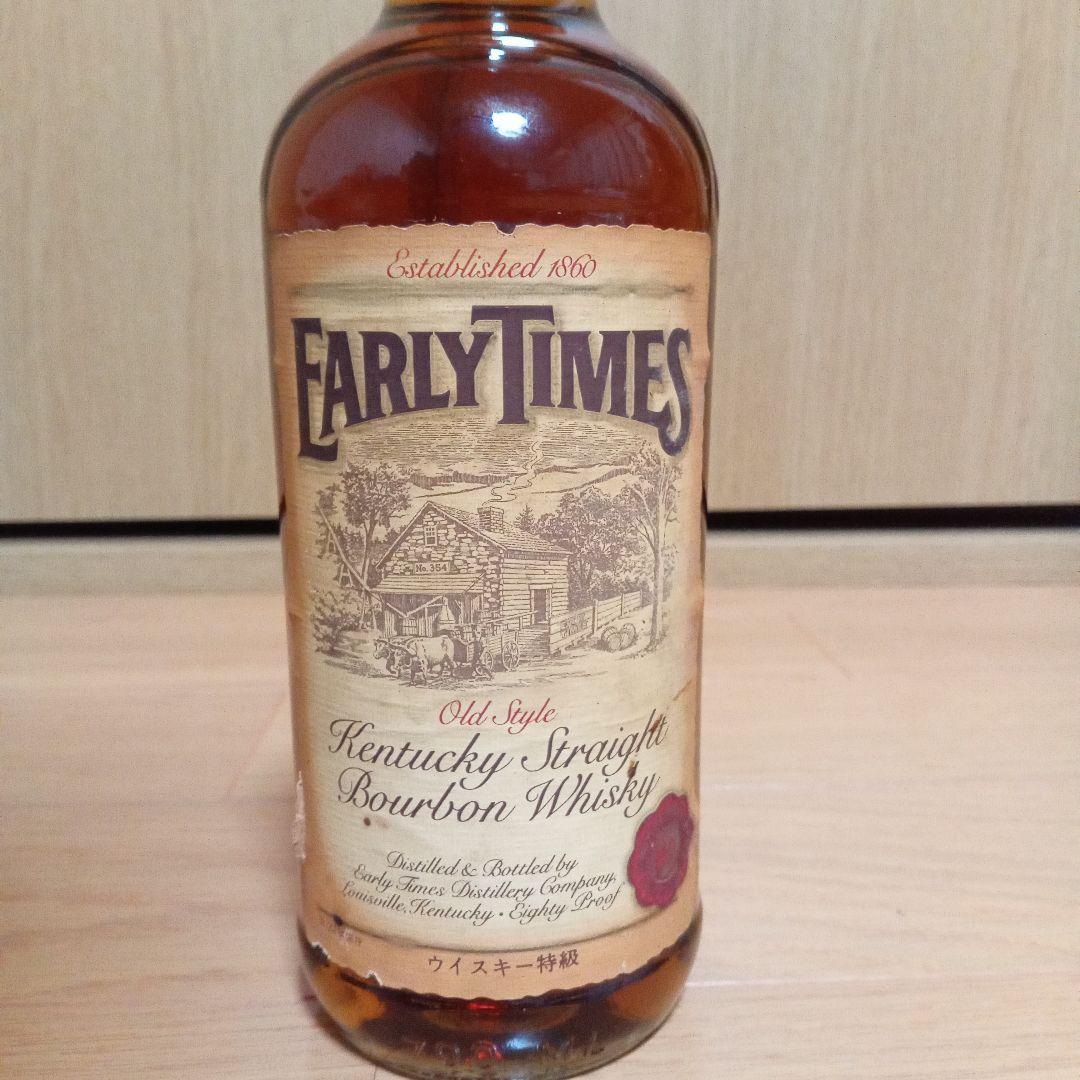 Established 1860
EARLY TIMES
No. 354
Old Style
Kentucky Straight
Bourbon Whisky
Distilled & Bottled by
Early Times Distillery Company,
Louisville, Kentucky • Eighty Proof
ウイスキー特級